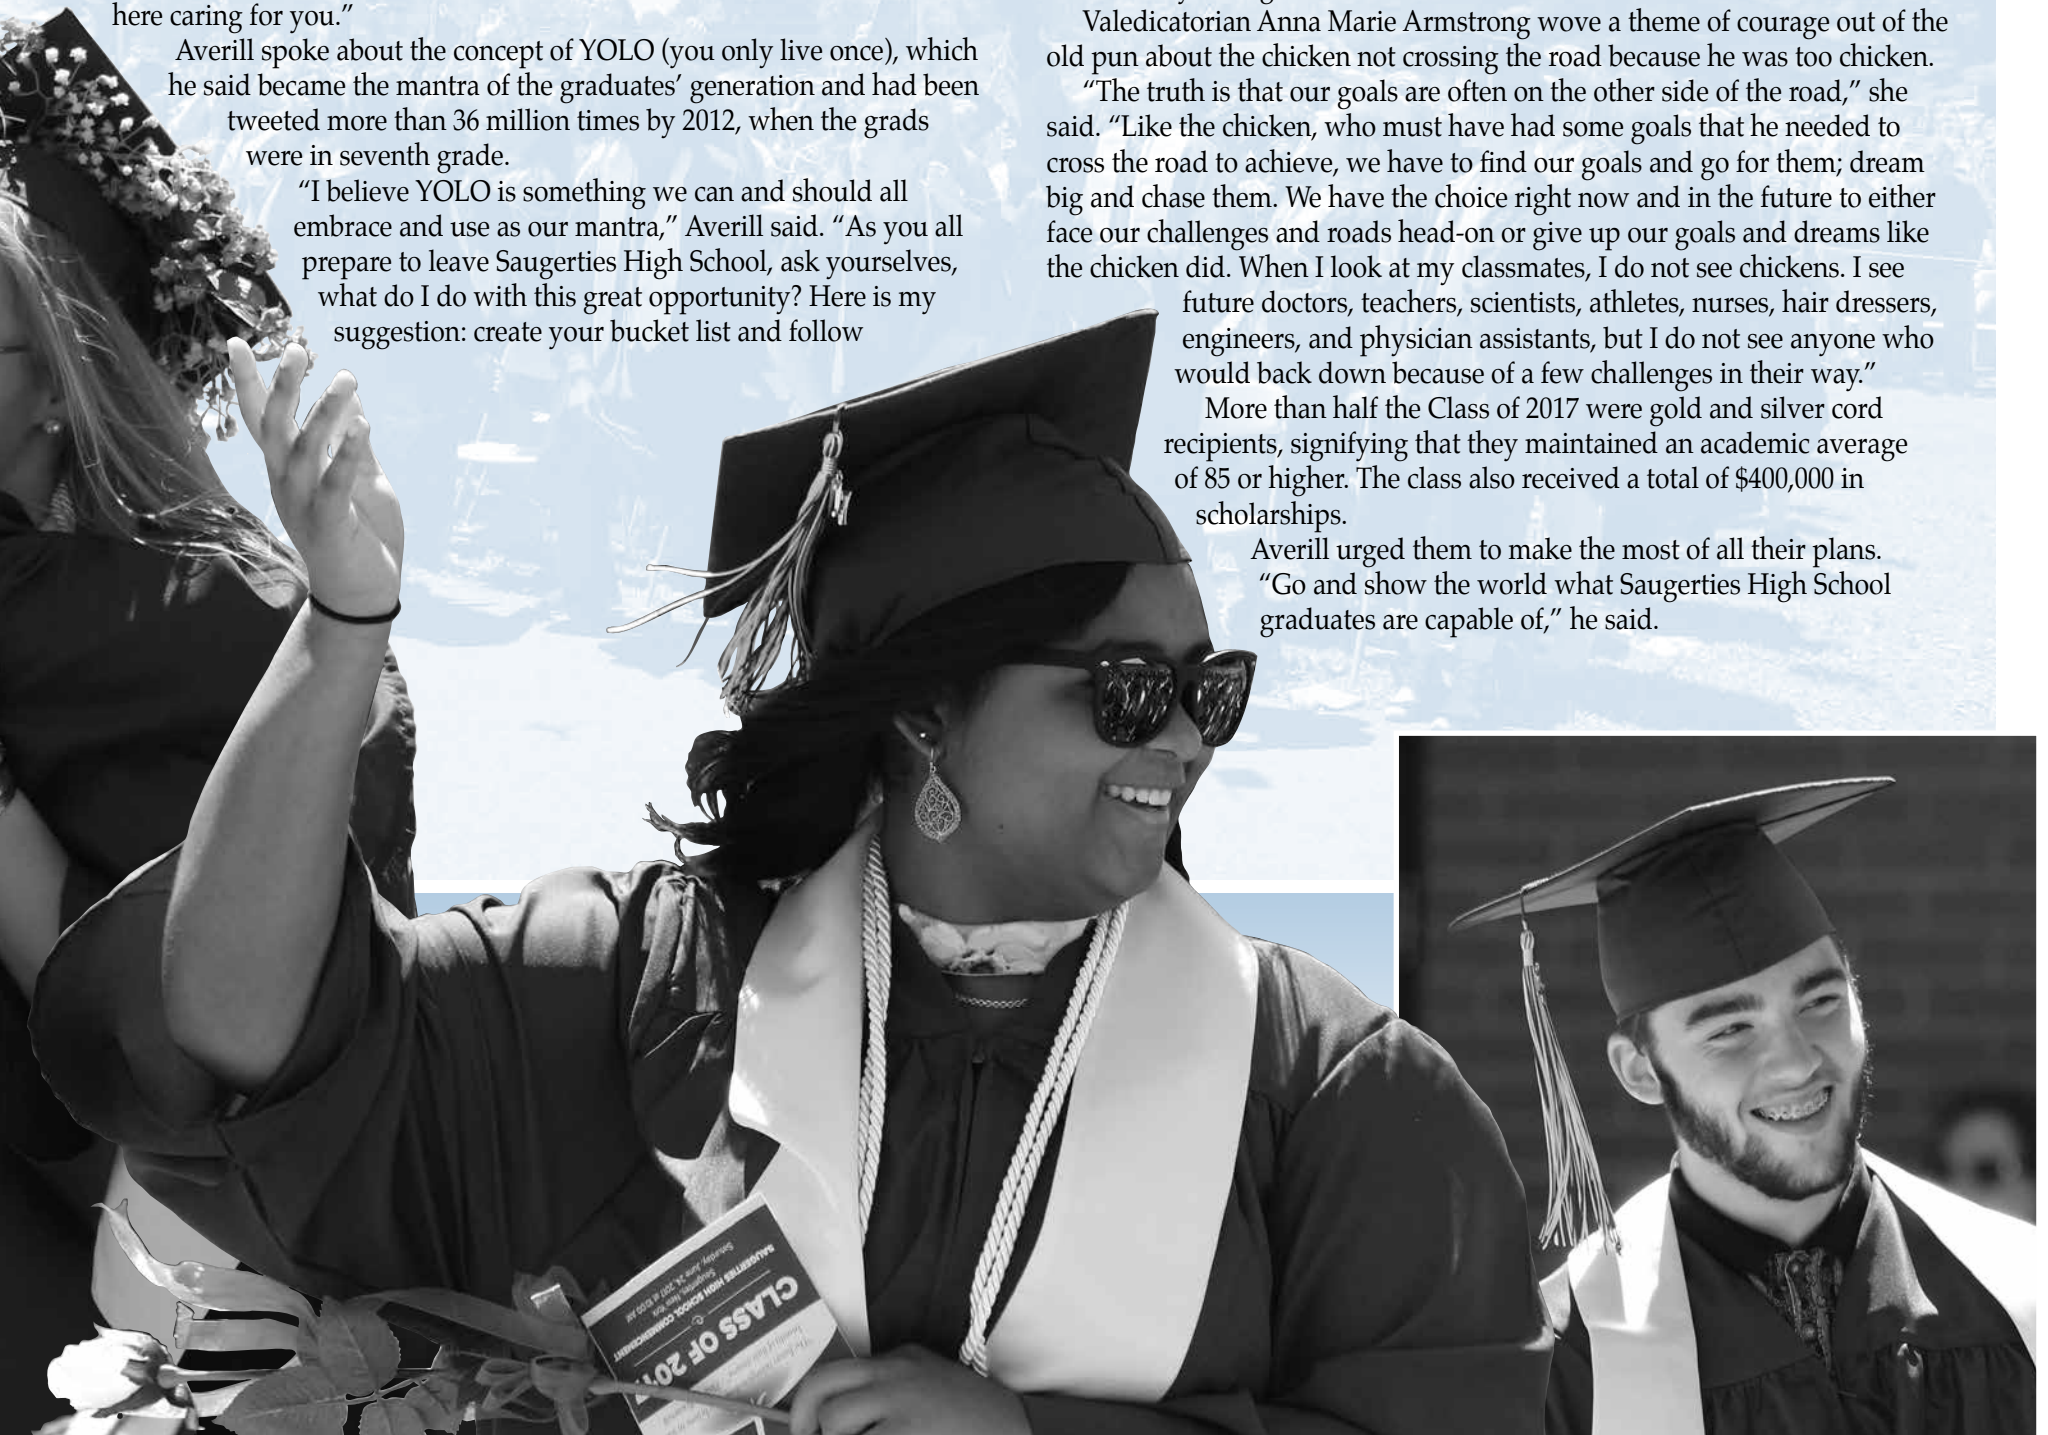 here caring for you.”
Averill spoke about the concept of YOLO (you only live once), which
he said became the mantra of the graduates’ generation and had been
tweeted more than 36 million times by 2012, when the grads
were in seventh grade.
“I believe YOLO is something we can and should all
embrace and use as our mantra,” Averill said. “As you all
prepare to leave Saugerties High School, ask yourselves,
what do I do with this great opportunity? Here is my
suggestion: create your bucket list and follow
Valedicatorian Anna Marie Armstrong wove a theme of courage out of the
old pun about the chicken not crossing the road because he was too chicken.
“The truth is that our goals are often on the other side of the road,” she
said. “Like the chicken, who must have had some goals that he needed to
cross the road to achieve, we have to find our goals and go for them; dream
big and chase them. We have the choice right now and in the future to either
face our challenges and roads head-on or give up our goals and dreams like
the chicken did. When I look at my classmates, I do not see chickens. I see
future doctors, teachers, scientists, athletes, nurses, hair dressers,
engineers, and physician assistants, but I do not see anyone who
would back down because of a few challenges in their way.”
More than half the Class of 2017 were gold and silver cord
recipients, signifying that they maintained an academic average
of 85 or higher. The class also received a total of $400,000 in
scholarships.
Averill urged them to make the most of all their plans.
“Go and show the world what Saugerties High School
graduates are capable of,” he said.
CLASS OF 201
SAUGERTIES HIGH SCHOOL COMMENCEMENT
Saugerties, New York
Saturday, June 24, 2017 at 10:00 AM